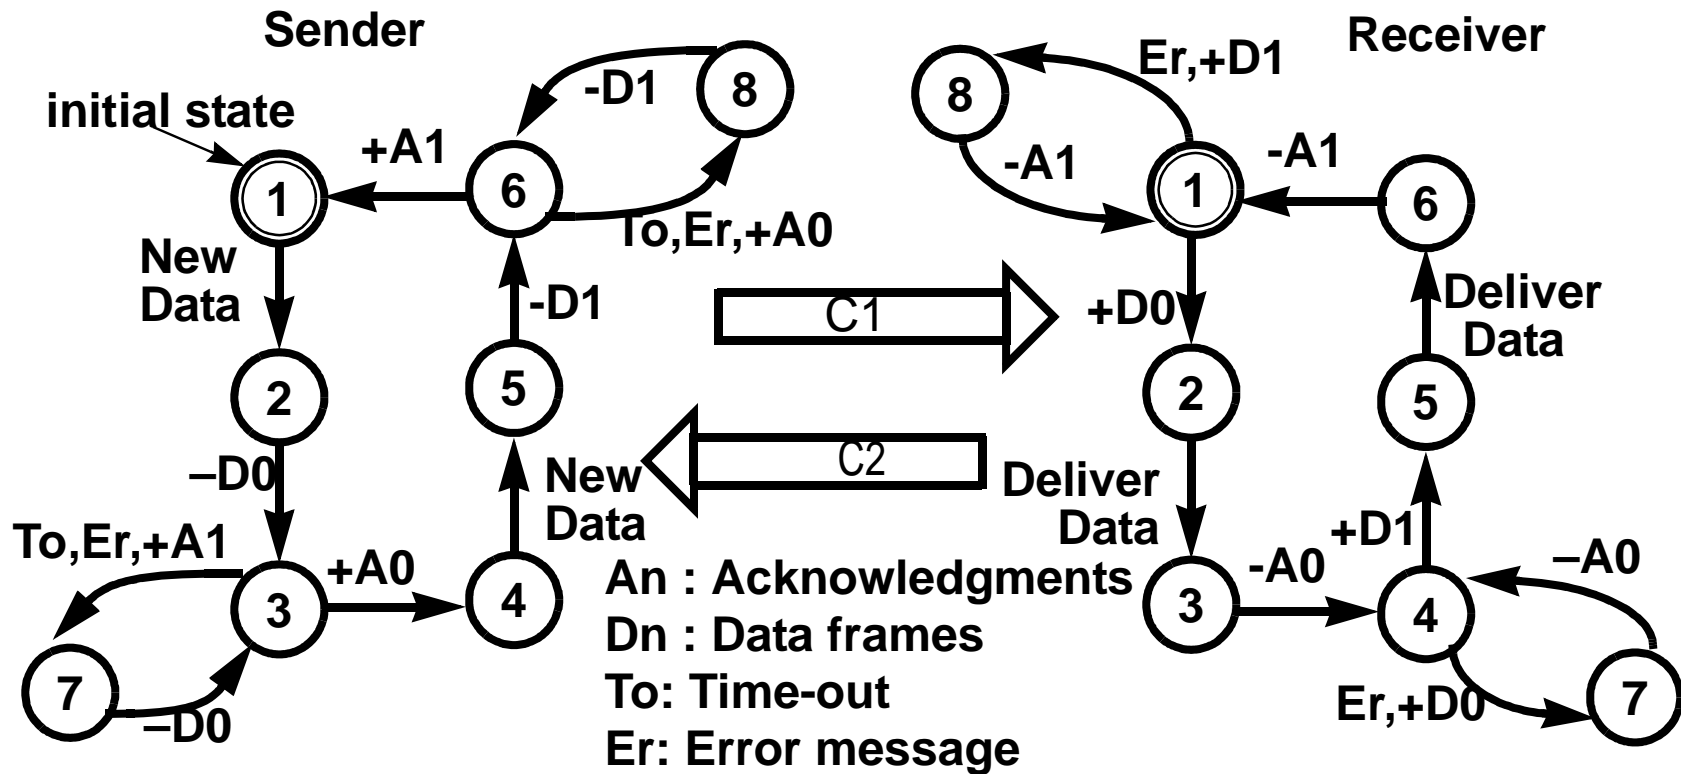 Sender
Receiver
initial state
-D1
8
+A1
1
6
To,Er,+A0
New
Data
2
-D1
5
–D0
New
Data
To,Er,+A1
3
+A0
4
7
–D0
C1
C2
An : Acknowledgments
Dn : Data frames
To: Time-out
Er: Error message
8
Er,+D1
-A1
1
-A1
6
+D0
Deliver
Data
2
5
Deliver
Data
+D1
3
-A0
4
–A0
Er,+D0
7